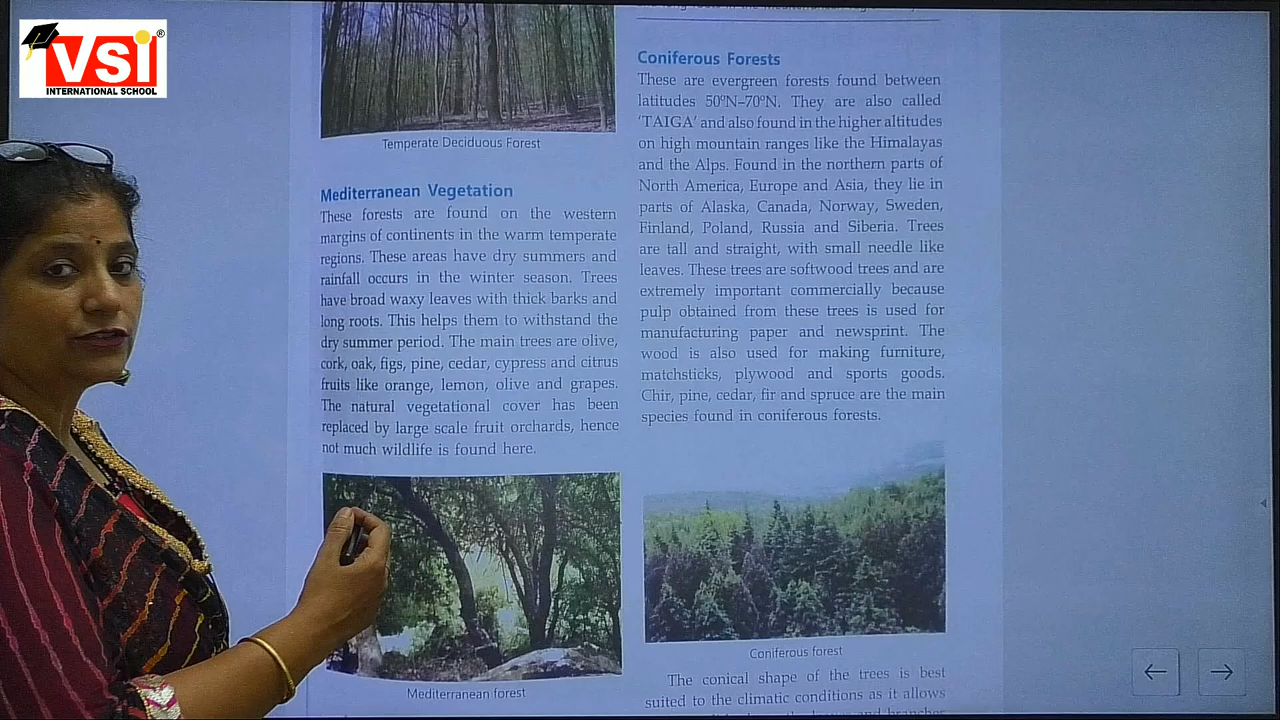 VSI®
INTERNATIONAL SCHOOL
Temperate Deciduous Forest
Mediterranean Vegetation
These forests are found on the western
margins of continents in the warm temperate
regions. These areas have dry summers and
rainfall occurs in the winter season. Trees
have broad waxy leaves with thick barks and
long roots. This helps them to withstand the
dry summer period. The main trees are olive,
cork, oak, figs, pine, cedar, cypress and citrus
fruits like orange, lemon, olive and grapes.
The natural vegetational cover has been
replaced by large scale fruit orchards, hence
not much wildlife is found here.
Mediterranean forest
Coniferous Forests
These are evergreen forests found between
latitudes 50°N–70°N. They are also called
'TAIGA' and also found in the higher altitudes
on high mountain ranges like the Himalayas
and the Alps. Found in the northern parts of
North America, Europe and Asia, they lie in
parts of Alaska, Canada, Norway, Sweden,
Finland, Poland, Russia and Siberia. Trees
are tall and straight, with small needle like
leaves. These trees are softwood trees and are
extremely important commercially because
pulp obtained from these trees is used for
manufacturing paper and newsprint. The
wood is also used for making furniture,
matchsticks, plywood and sports goods.
Chir, pine, cedar, fir and spruce are the main
species found in coniferous forests.
Coniferous forest
The conical shape of the trees is best
suited to the climatic conditions as it allows